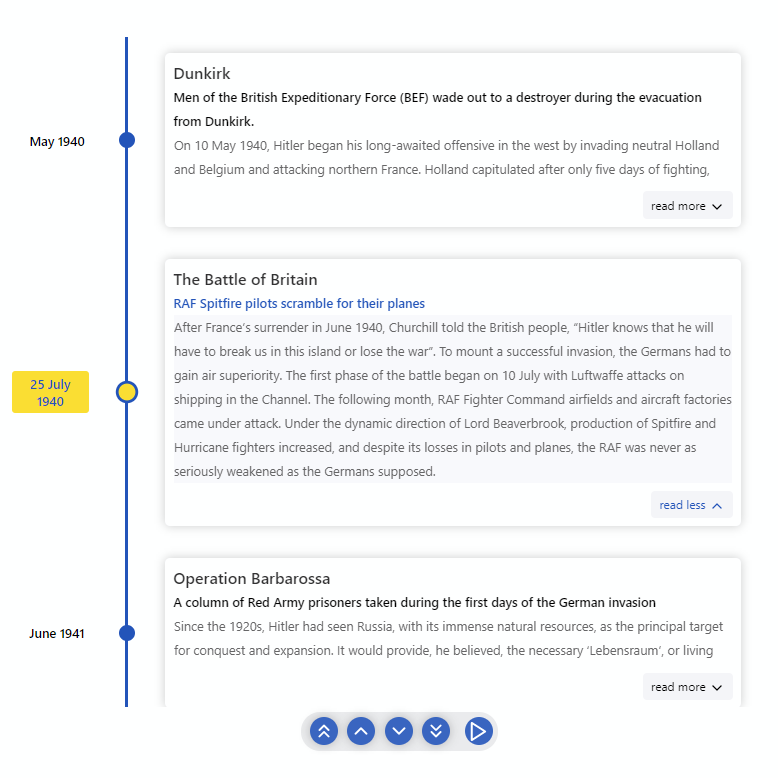 Dunkirk
Men of the British Expeditionary Force (BEF) wade out to a destroyer during the evacuation
from Dunkirk.
May 1940
On 10 May 1940, Hitler began his long-awaited offensive in the west by invading neutral Holland
and Belgium and attacking northern France. Holland capitulated after only five days of fighting,
read more
The Battle of Britain
RAF Spitfire pilots scramble for their planes
After France's surrender in June 1940, Churchill told the British people, “Hitler knows that he will
have to break us in this island or lose the war”. To mount a successful invasion, the Germans had to
gain air superiority. The first phase of the battle began on 10 July with Luftwaffe attacks on
25 July
1940
shipping in the Channel. The following month, RAF Fighter Command airfields and aircraft factories
came under attack. Under the dynamic direction of Lord Beaverbrook, production of Spitfire and
Hurricane fighters increased, and despite its losses in pilots and planes, the RAF was never as
seriously weakened as the Germans supposed.
read less
Operation Barbarossa
A column of Red Army prisoners taken during the first days of the German invasion
June 1941
Since the 1920s, Hitler had seen Russia, with its immense natural resources, as the principal target
for conquest and expansion. It would provide, he believed, the necessary ‘Lebensraum’, or living
read more